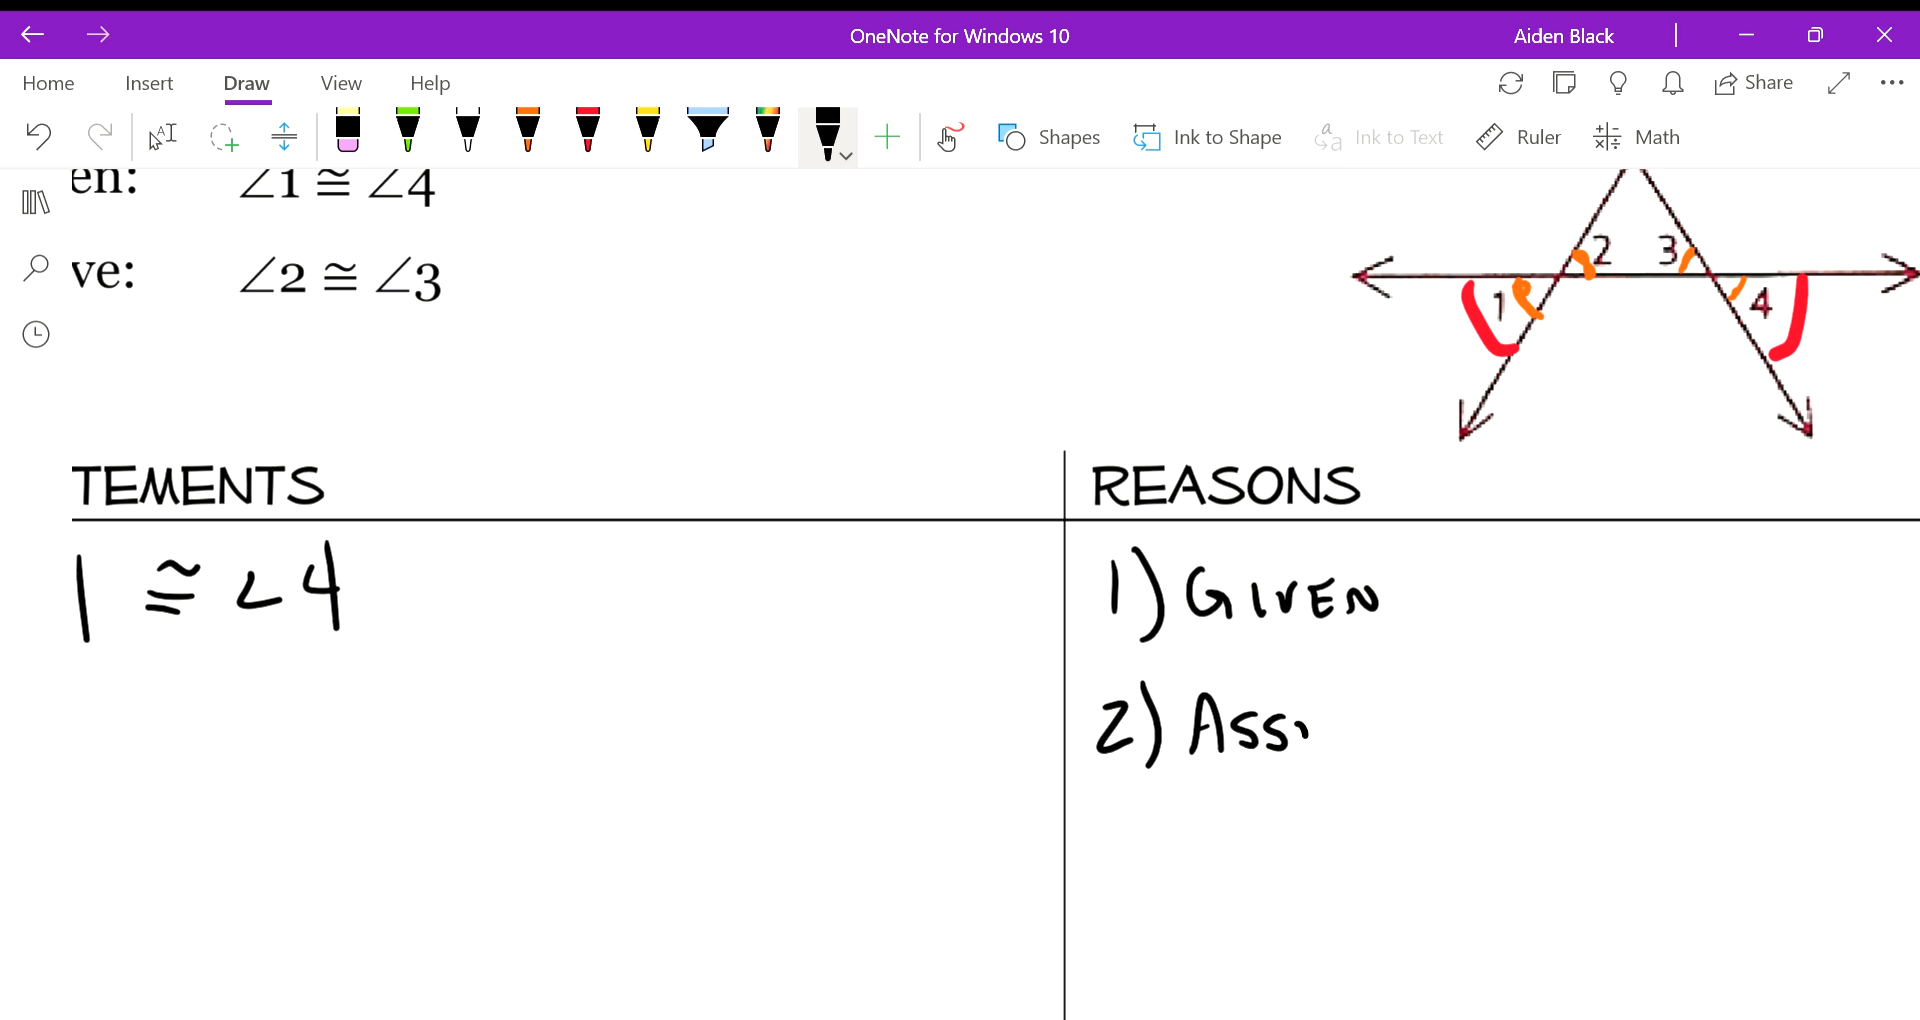 OneNote for Windows 10
Aiden Black
Home Insert Draw View Help
Share
Shapes Ink to Shape Ink to Text Ruler Math
en: ∠1 ≅ ∠4
ve: ∠2 ≅ ∠3
2 3
1 4
TEMENTS REASONS
1 ≅ ∠4 1) GIVEN
2) Ass